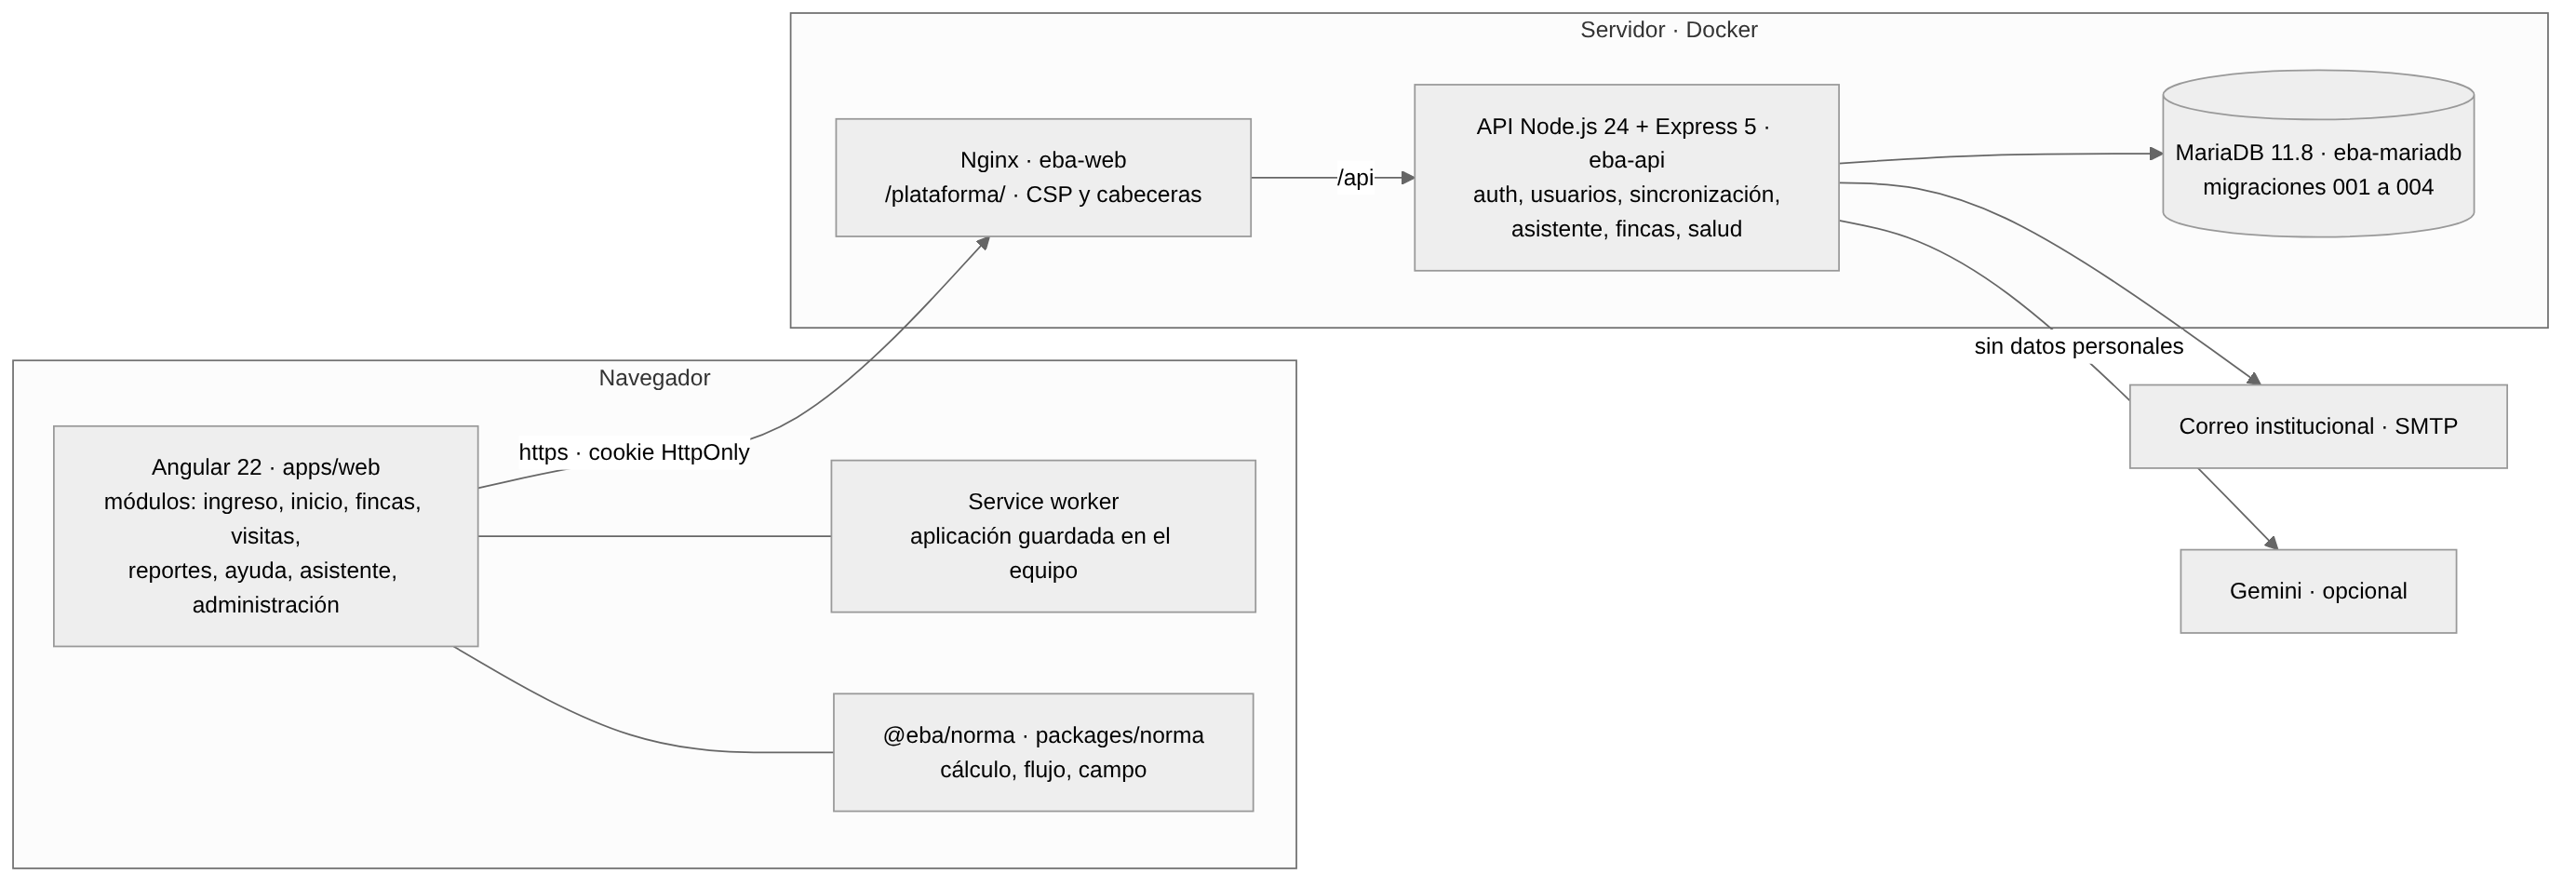 Servidor · Docker
Nginx · eba-web
/plataforma/ · CSP y cabeceras
/api
API Node.js 24 + Express 5 ·
eba-api
auth, usuarios, sincronización,
asistente, fincas, salud
MariaDB 11.8 · eba-mariadb
migraciones 001 a 004
sin datos personales
Correo institucional · SMTP
Gemini · opcional
Navegador
https · cookie HttpOnly
Angular 22 · apps/web
módulos: ingreso, inicio, fincas,
visitas,
reportes, ayuda, asistente,
administración
Service worker
aplicación guardada en el
equipo
@eba/norma · packages/norma
cálculo, flujo, campo